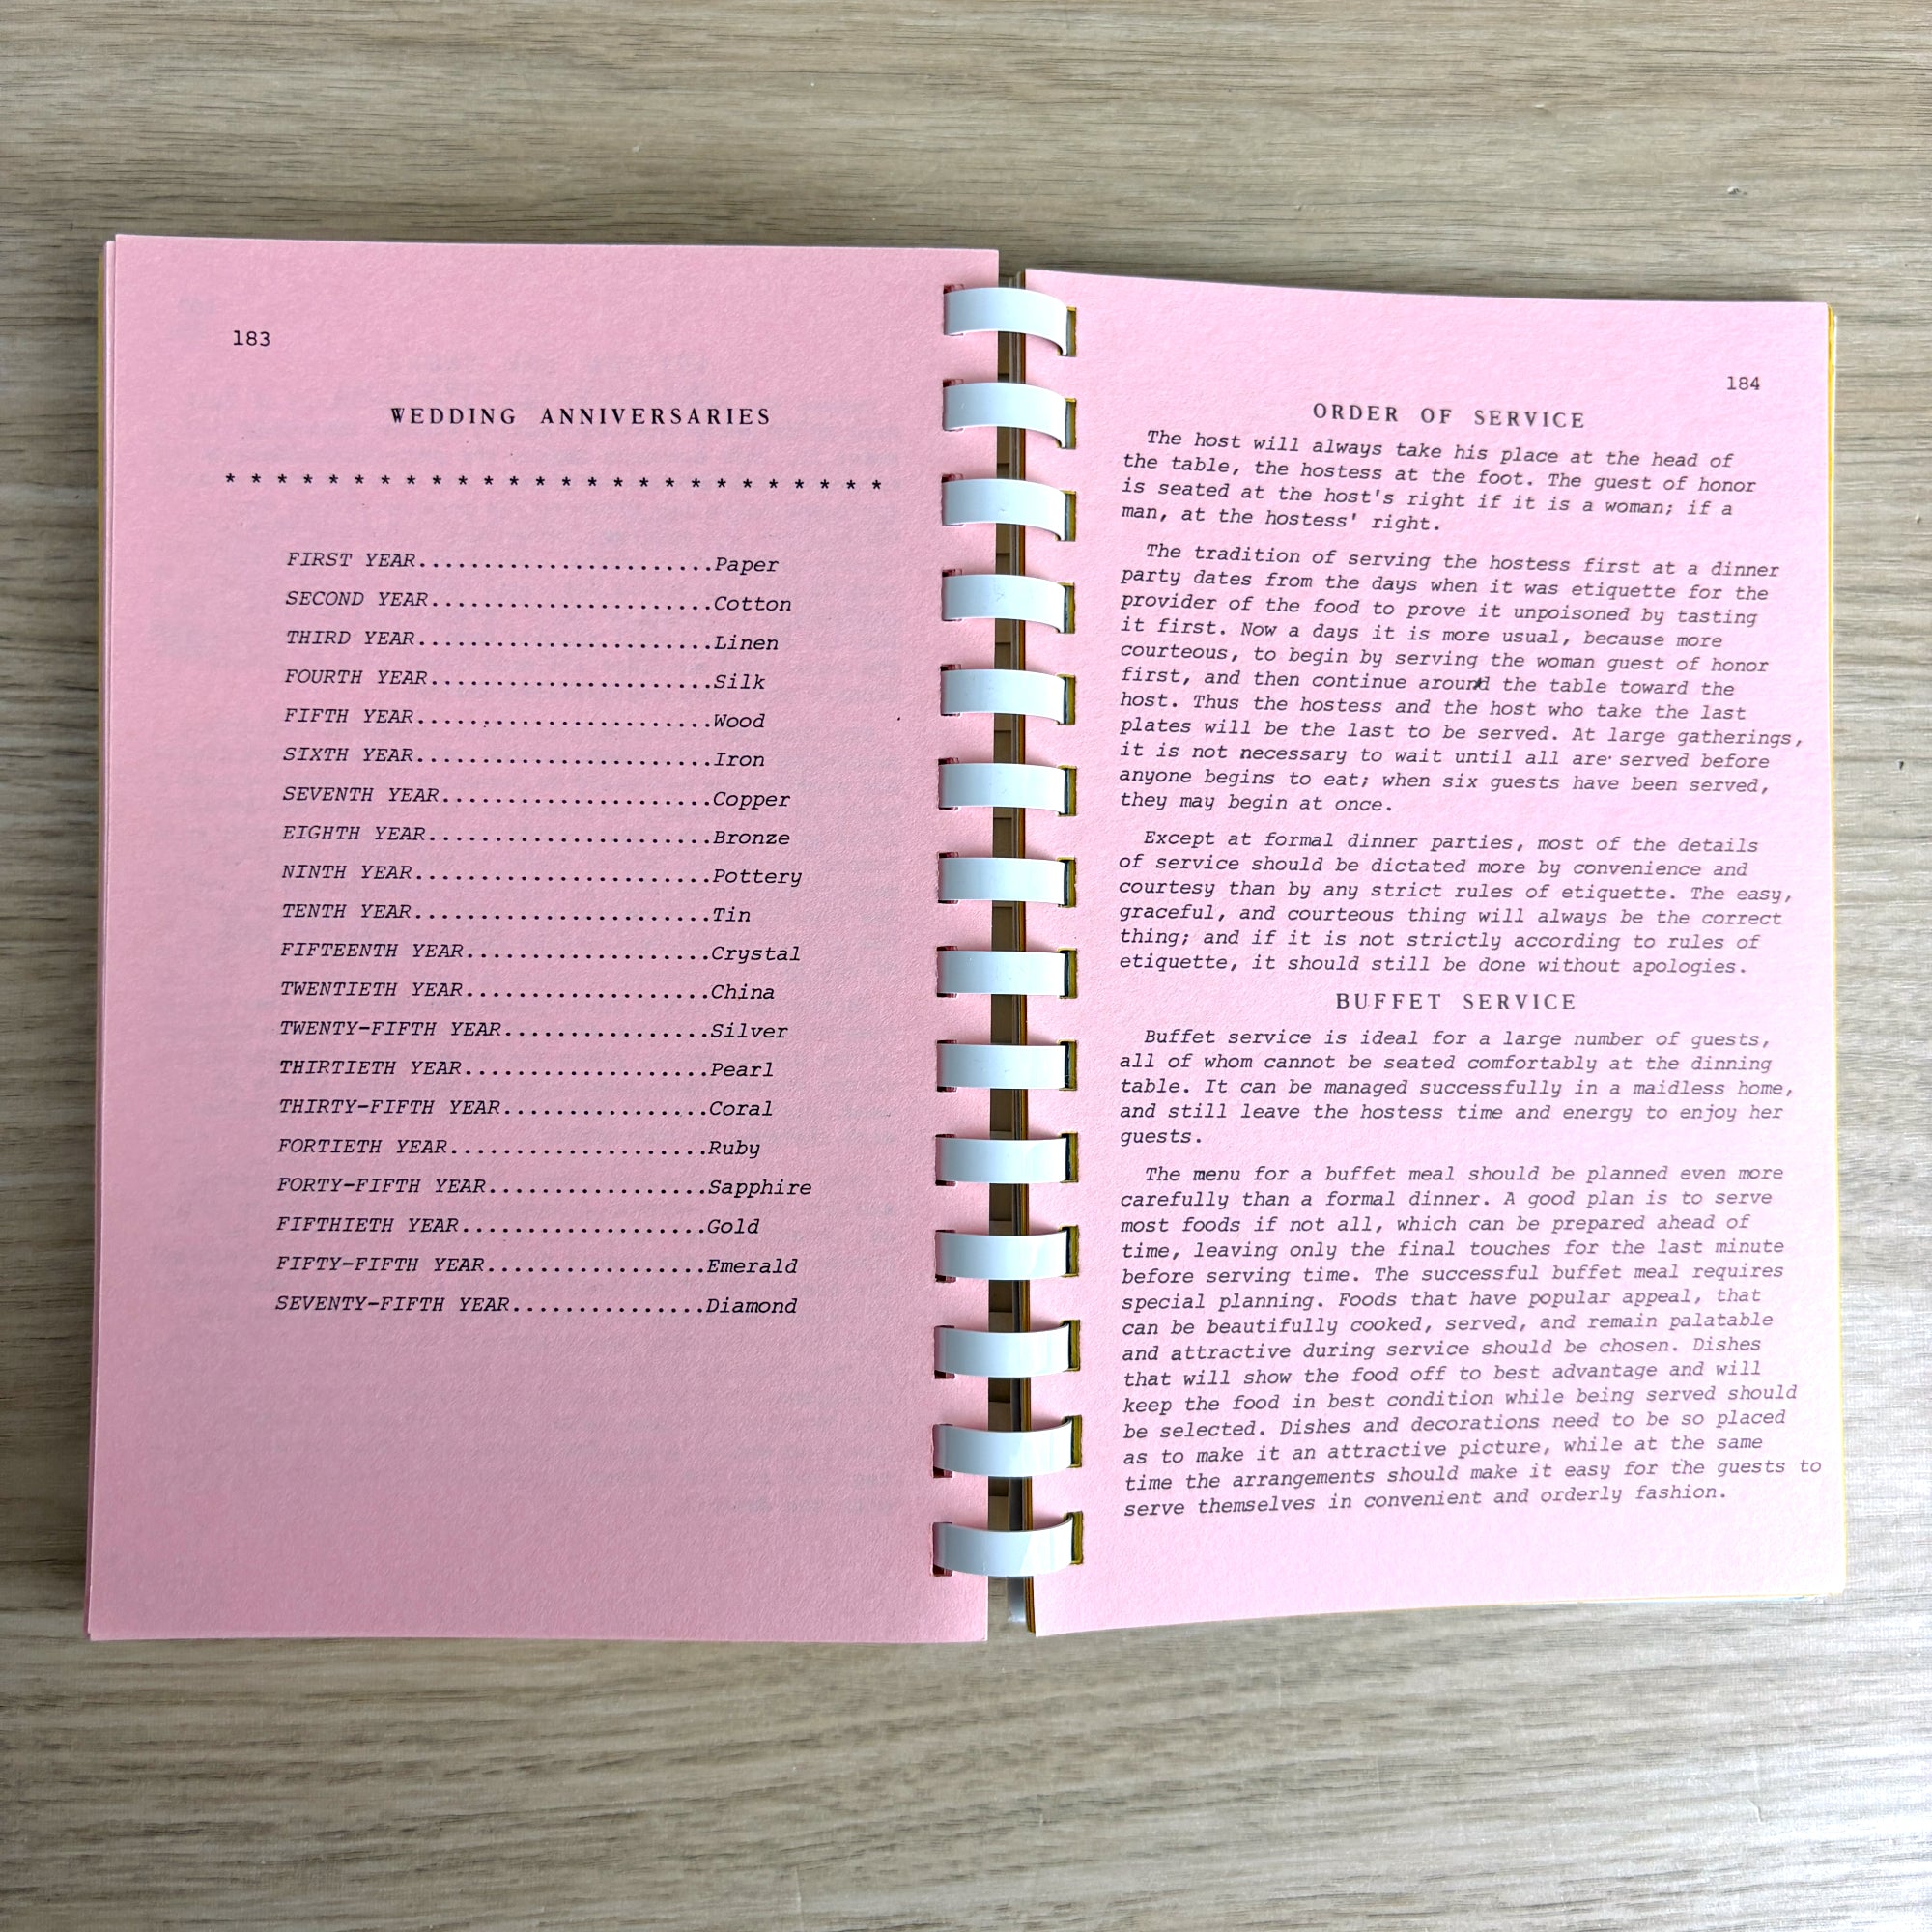 183
WEDDING ANNIVERSARIES
* * * * * * * * * * * * * * * * * * * * * * * * * *
FIRST YEAR.......................Paper
SECOND YEAR......................Cotton
THIRD YEAR.......................Linen
FOURTH YEAR......................Silk
FIFTH YEAR.......................Wood
SIXTH YEAR.......................Iron
SEVENTH YEAR.....................Copper
EIGHTH YEAR......................Bronze
NINTH YEAR.......................Pottery
TENTH YEAR.......................Tin
FIFTEENTH YEAR...................Crystal
TWENTIETH YEAR...................China
TWENTY-FIFTH YEAR................Silver
THIRTIETH YEAR...................Pearl
THIRTY-FIFTH YEAR................Coral
FORTIETH YEAR....................Ruby
FORTY-FIFTH YEAR.................Sapphire
FIFTHIETH YEAR...................Gold
FIFTY-FIFTH YEAR.................Emerald
SEVENTY-FIFTH YEAR...............Diamond
184
ORDER OF SERVICE
The host will always take his place at the head of
the table, the hostess at the foot. The guest of honor
is seated at the host's right if it is a woman; if a
man, at the hostess' right.
The tradition of serving the hostess first at a dinner
party dates from the days when it was etiquette for the
provider of the food to prove it unpoisoned by tasting
it first. Now a days it is more usual, because more
courteous, to begin by serving the woman guest of honor
first, and then continue around the table toward the
host. Thus the hostess and the host who take the last
plates will be the last to be served. At large gatherings,
it is not necessary to wait until all are served before
anyone begins to eat; when six guests have been served,
they may begin at once.
Except at formal dinner parties, most of the details
of service should be dictated more by convenience and
courtesy than by any strict rules of etiquette. The easy,
graceful, and courteous thing will always be the correct
thing; and if it is not strictly according to rules of
etiquette, it should still be done without apologies.
BUFFET SERVICE
Buffet service is ideal for a large number of guests,
all of whom cannot be seated comfortably at the dinning
table. It can be managed successfully in a maidless home,
and still leave the hostess time and energy to enjoy her
guests.
The menu for a buffet meal should be planned even more
carefully than a formal dinner. A good plan is to serve
most foods if not all, which can be prepared ahead of
time, leaving only the final touches for the last minute
before serving time. The successful buffet meal requires
special planning. Foods that have popular appeal, that
can be beautifully cooked, served, and remain palatable
and attractive during service should be chosen. Dishes
that will show the food off to best advantage and will
keep the food in best condition while being served should
be selected. Dishes and decorations need to be so placed
as to make it an attractive picture, while at the same
time the arrangements should make it easy for the guests to
serve themselves in convenient and orderly fashion.